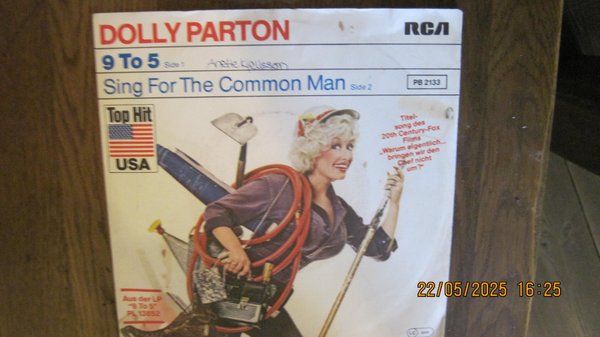 DOLLY PARTON
RCA
9 To 5 Side 1
Sing For The Common Man Side 2
PB 2133
Top Hit
USA
Titel-
song des
20th Century-Fox
Films
"Warum eigentlich...
bringen wir den
Chef nicht
um?"
Aus der LP
"9 To 5"
PL 13852
22/05/2025 16:25